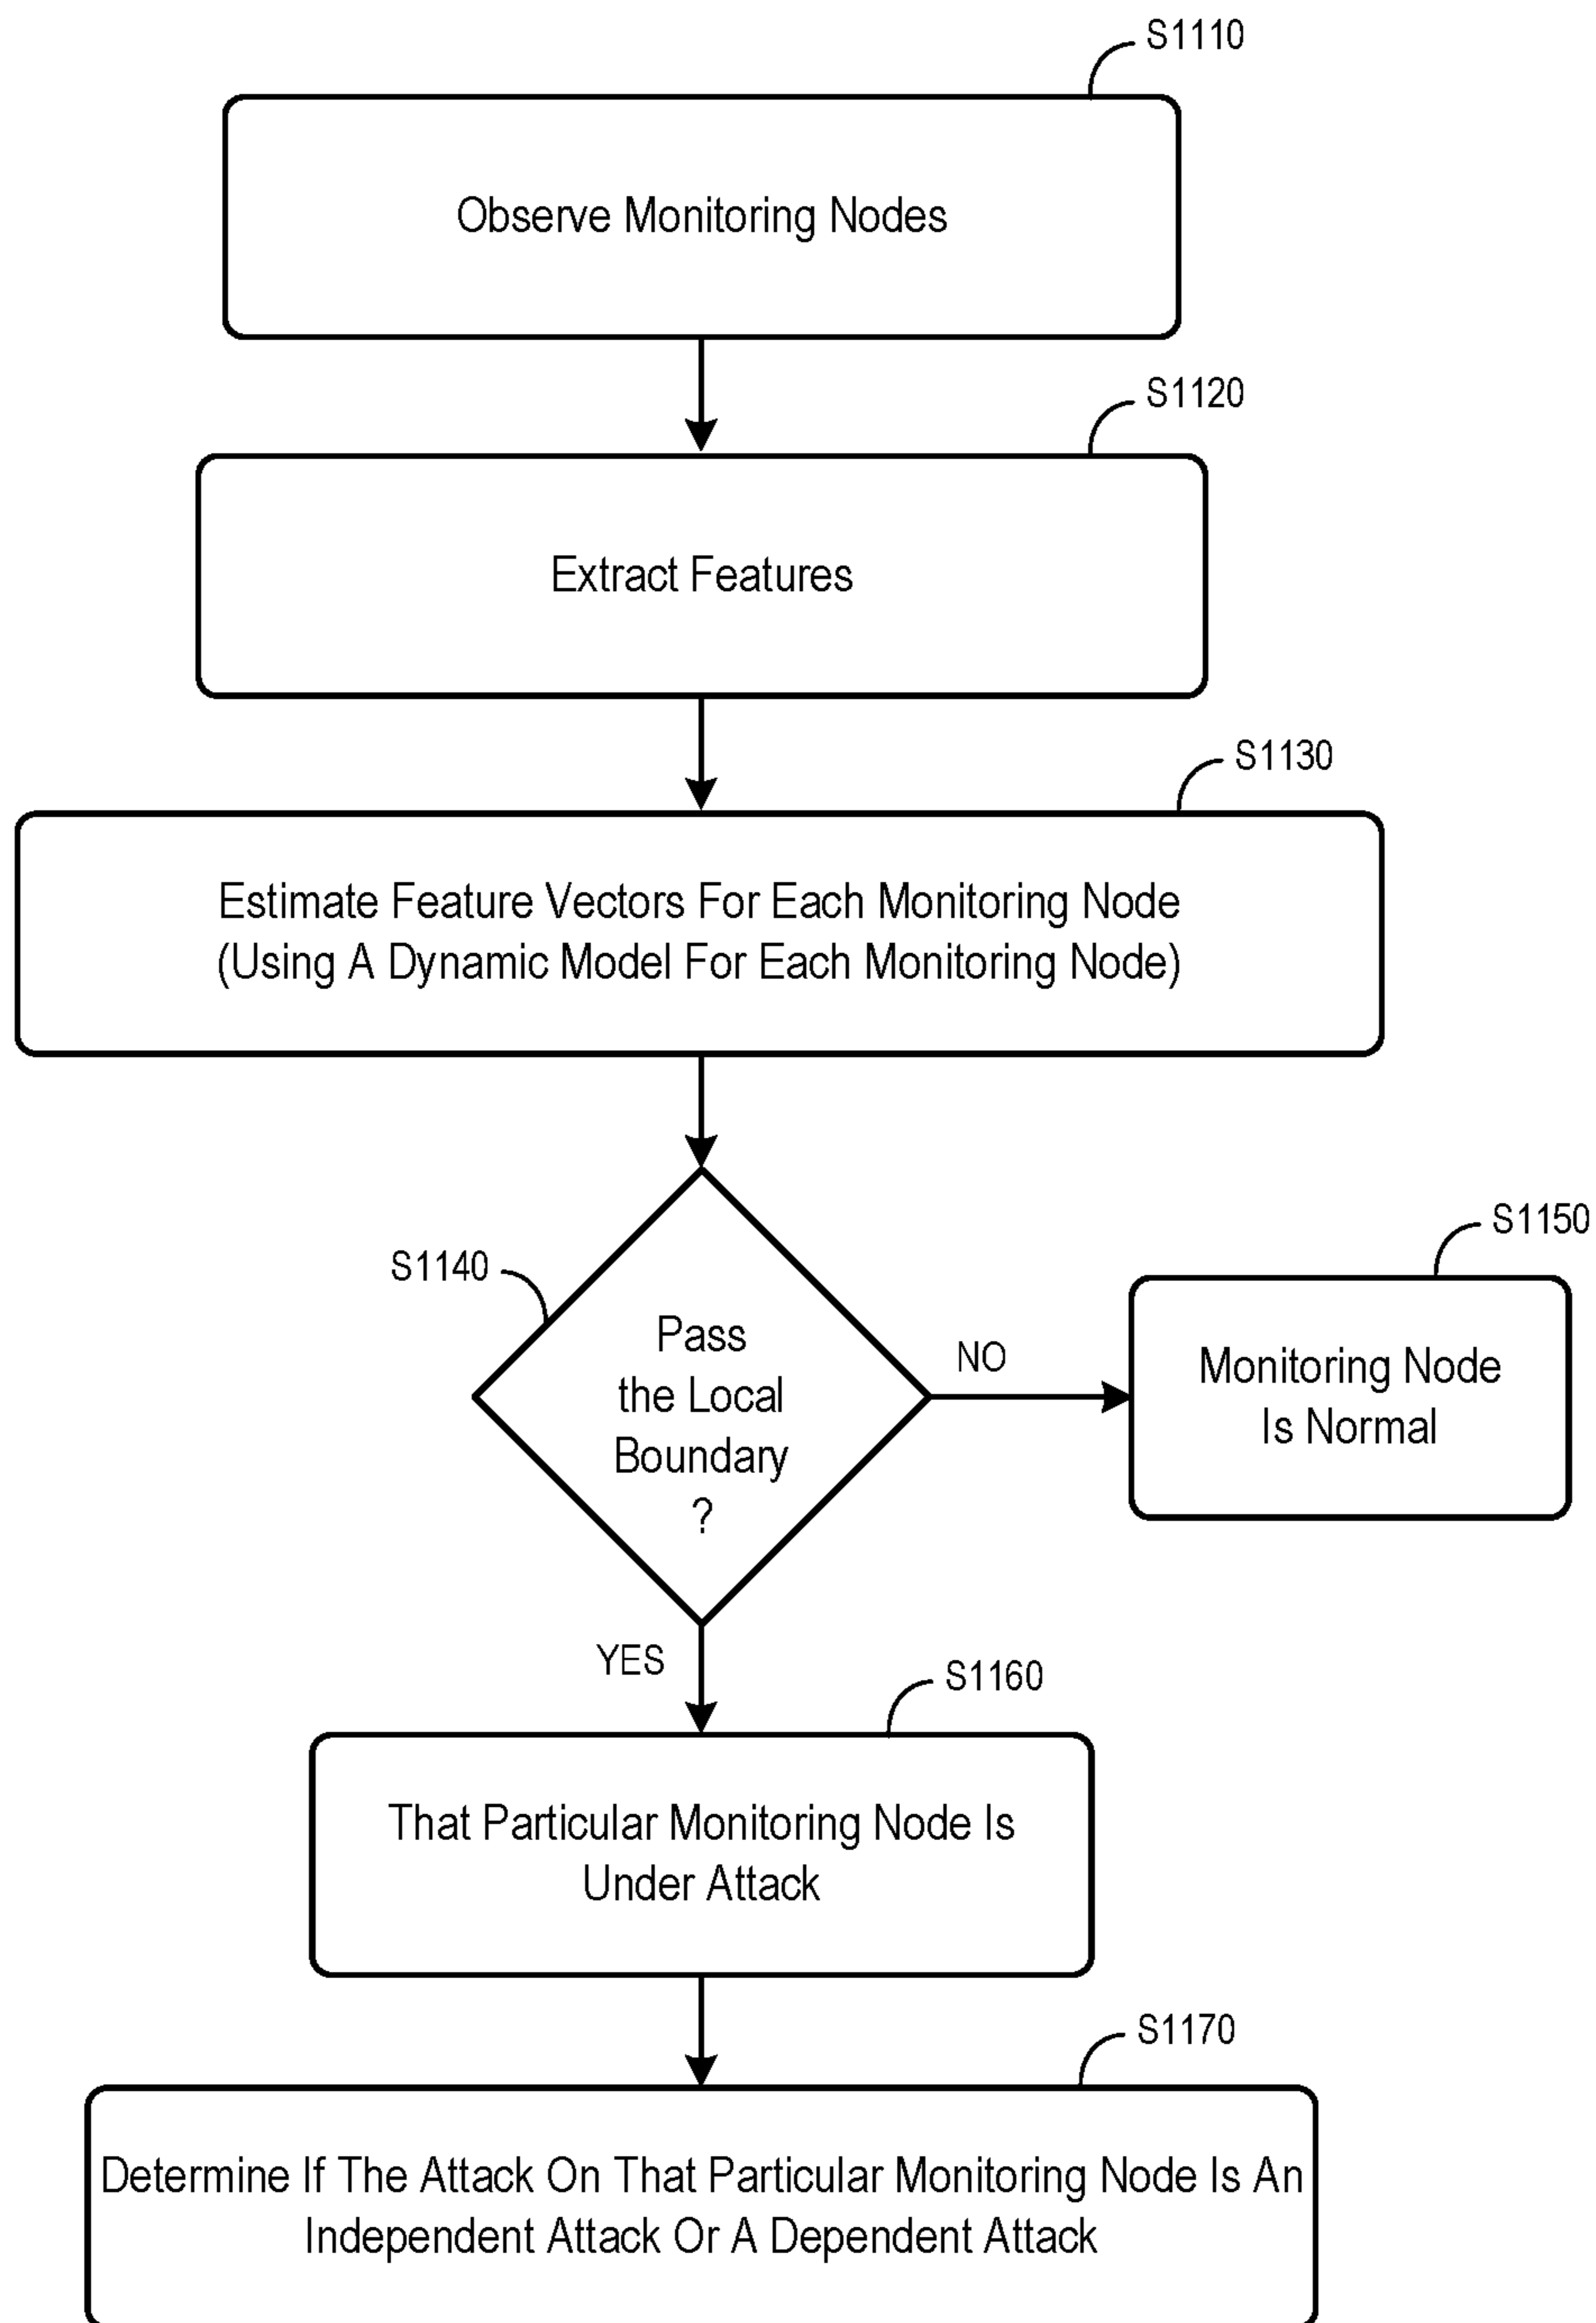 S1110
Observe Monitoring Nodes
S1120
Extract Features
S1130
Estimate Feature Vectors For Each Monitoring Node
(Using A Dynamic Model For Each Monitoring Node)
S1140
Pass
the Local
Boundary
?
NO
S1150
Monitoring Node
Is Normal
YES
S1160
That Particular Monitoring Node Is
Under Attack
S1170
Determine If The Attack On That Particular Monitoring Node Is An
Independent Attack Or A Dependent Attack